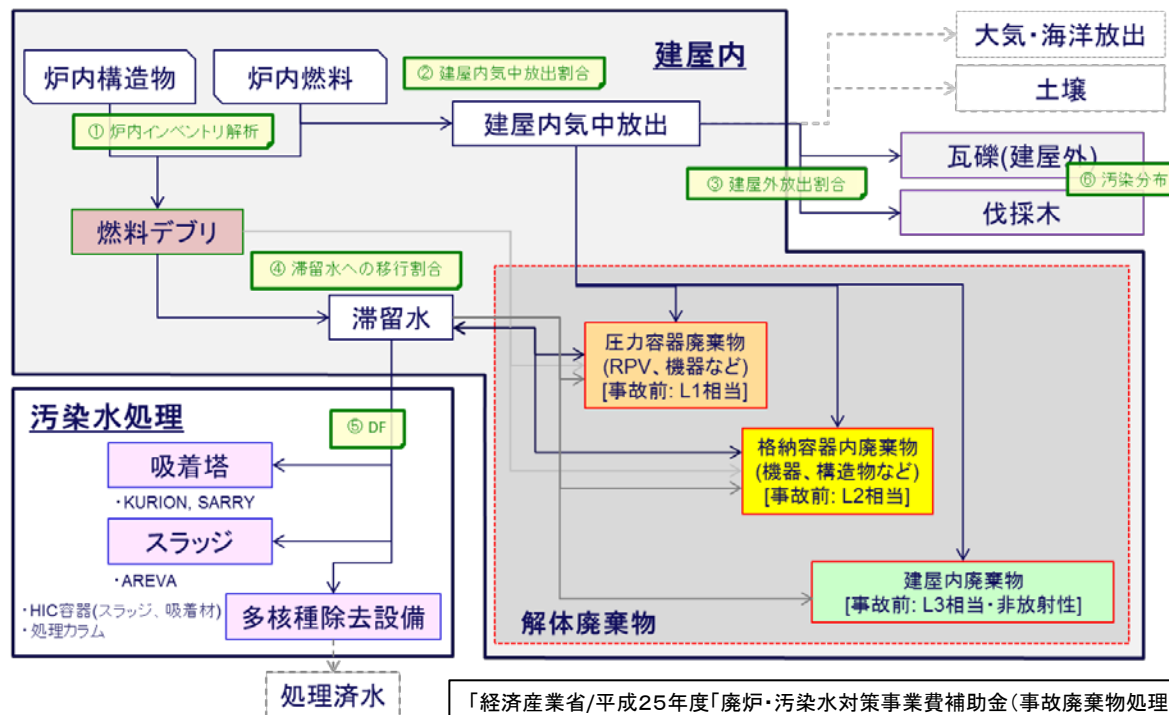 建屋内
大気・海洋放出
炉内構造物
炉内燃料
② 建屋内気中放出割合
土壌
① 炉内インベントリ解析
建屋内気中放出
瓦礫(建屋外)
③ 建屋外放出割合
⑥ 汚染分布
伐採木
燃料デブリ
④ 滞留水への移行割合
滞留水
圧力容器廃棄物
(RPV、機器など)
[事故前: L1相当]
汚染水処理
⑤ DF
吸着塔
・KURION, SARRY
格納容器内廃棄物
(機器、構造物など)
[事故前: L2相当]
スラッジ
・AREVA
建屋内廃棄物
[事故前: L3相当・非放射性]
・HIC容器(スラッジ、吸着材)
・処理カラム
多核種除去設備
解体廃棄物
処理済水
「経済産業省/平成25年度「廃炉・汚染水対策事業費補助金(事故廃棄物処理